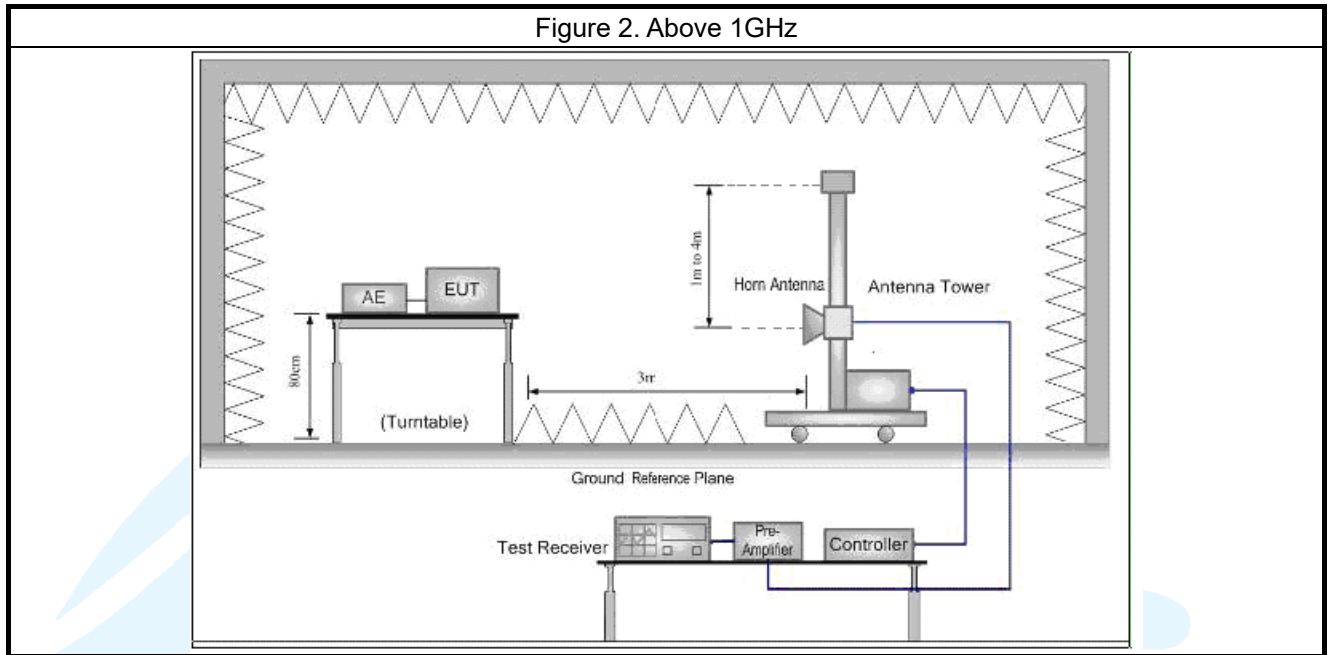 Figure 2. Above 1GHz
1m to 4m
Horn Antenna
Antenna Tower
AE
EUT
80cm
3m
(Turntable)
Ground Reference Plane
Test Receiver
Pre-
Amplifier
Controller